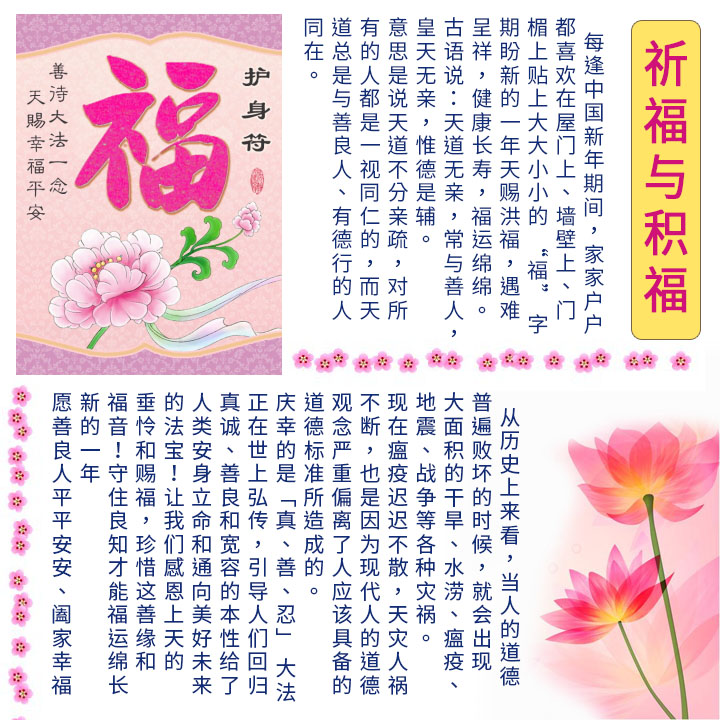 祈福与积福
每逢中国新年期间，家家户户
都喜欢在屋门上、墙壁上、门
楣上贴上大大小小的“福”字
期盼新的一年天赐洪福，遇难
呈祥，健康长寿，福运绵绵。
古语说：天道无亲，常与善人，
皇天无亲，惟德是辅。
意思是说天道不分亲疏，对所
有的人都是一视同仁的，而天
道总是与善良人、有德行的人
同在。
护身符
福
善待大法一念
天賜幸福平安
从历史上来看，当人的道德
普遍败坏的时候，就会出现
大面积的干旱、水涝、瘟疫、
地震、战争等各种灾祸。
现在瘟疫迟迟不散，天灾人祸
不断，也是因为现代人的道德
观念严重偏离了人应该具备的
道德标准所造成的。
庆幸的是「真、善、忍」大法
正在世上弘传，引导人们回归
真诚、善良和宽容的本性给了
人类安身立命和通向美好未来
的法宝！让我们感恩上天的
垂怜和赐福，珍惜这善缘和
福音！守住良知才能福运绵长
新的一年
愿善良人平平安安、阖家幸福